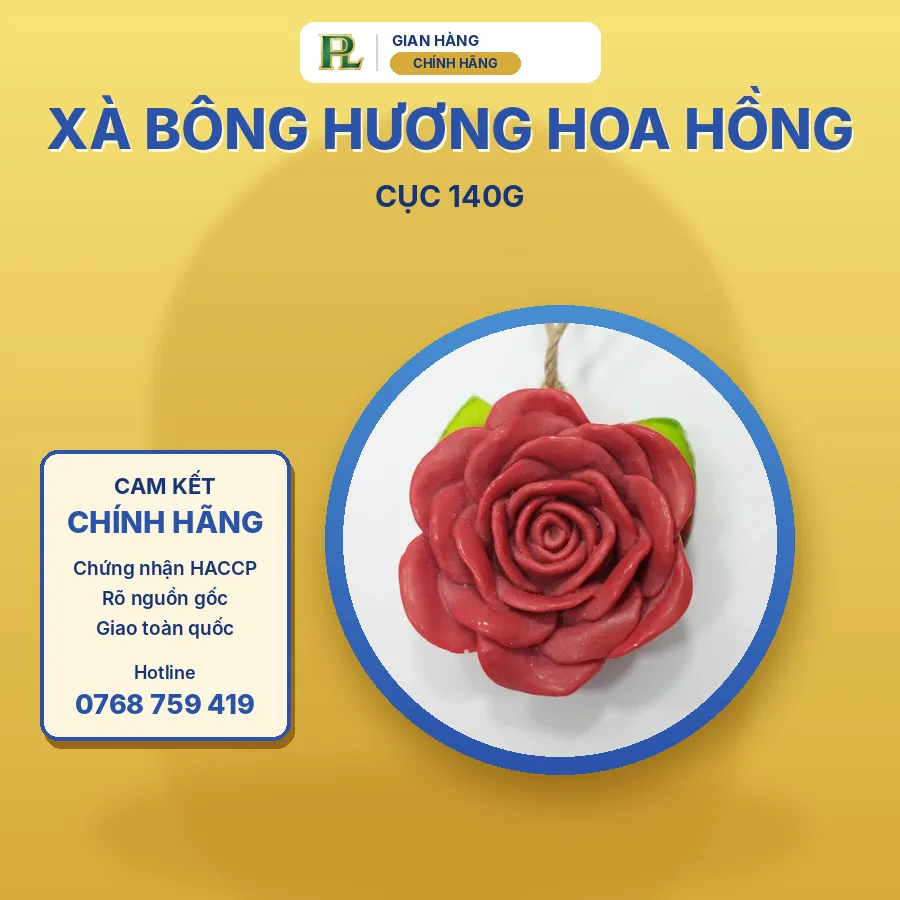 PL
GIAN HÀNG
CHÍNH HÃNG
XÀ BÔNG HƯƠNG HOA HỒNG
CỤC 140G
CAM KẾT
CHÍNH HÃNG
Chứng nhận HACCP
Rõ nguồn gốc
Giao toàn quốc
Hotline
0768 759 419